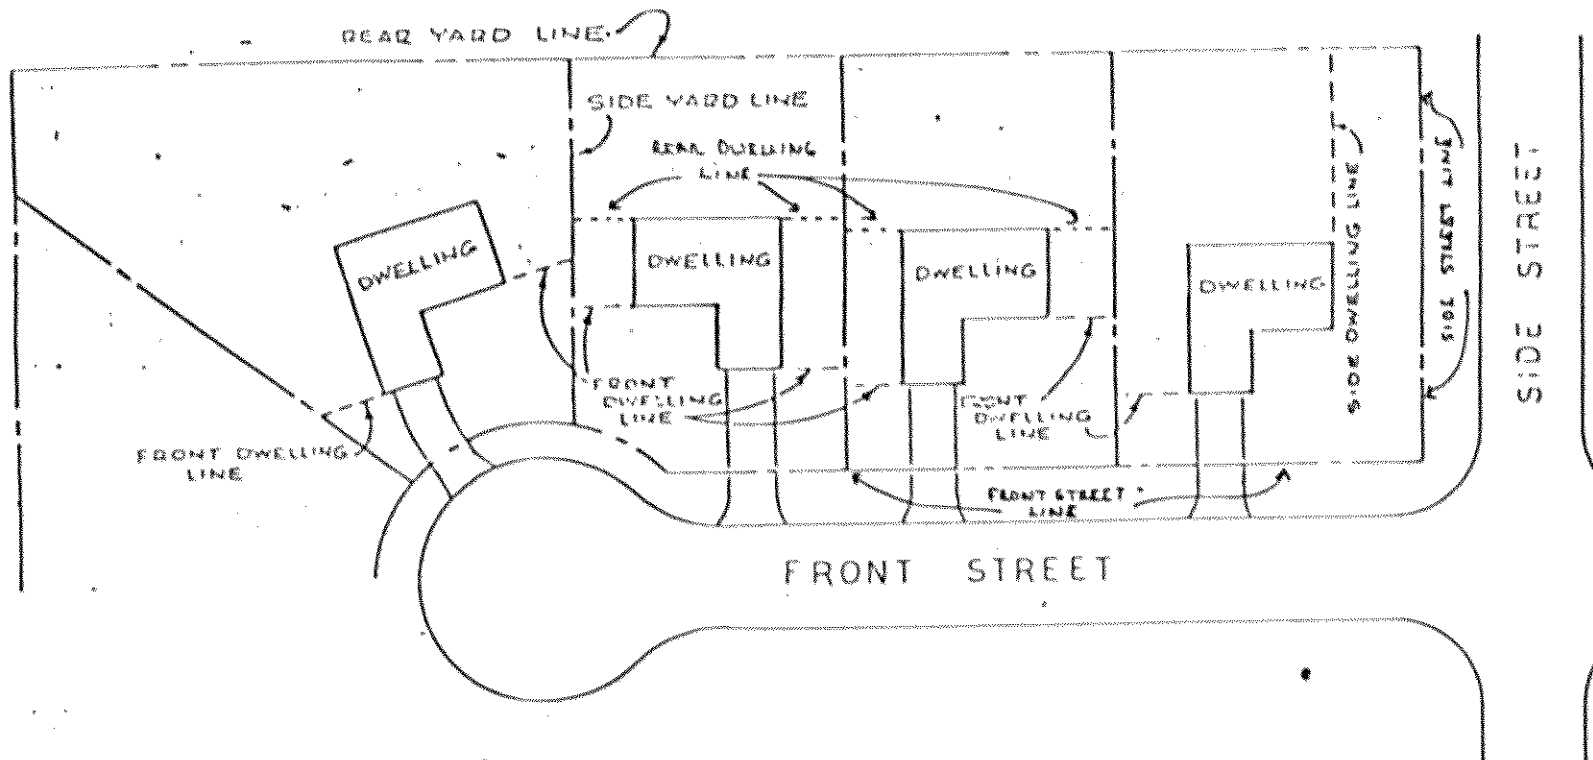 REAR YARD LINE
SIDE YARD LINE
REAR DWELLING
LINE
DWELLING
DWELLING
DWELLING
DWELLING
SIDE DWELLING LINE
SIDE STREET LINE
SIDE STREET
FRONT
DWELLING
LINE
FRONT
DWELLING
LINE
FRONT DWELLING
LINE
FRONT STREET
LINE
FRONT STREET